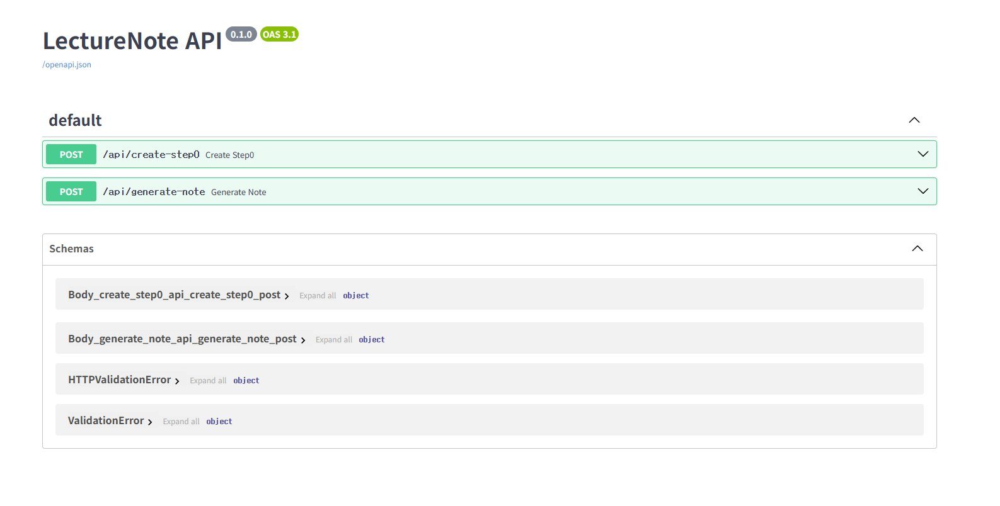 LectureNote API 0.1.0 OAS 3.1
/openapi.json
default
POST /api/create-step0 Create Step0
POST /api/generate-note Generate Note
Schemas
Body_create_step0_api_create_step0_post Expand all object
Body_generate_note_api_generate_note_post Expand all object
HTTPValidationError Expand all object
ValidationError Expand all object